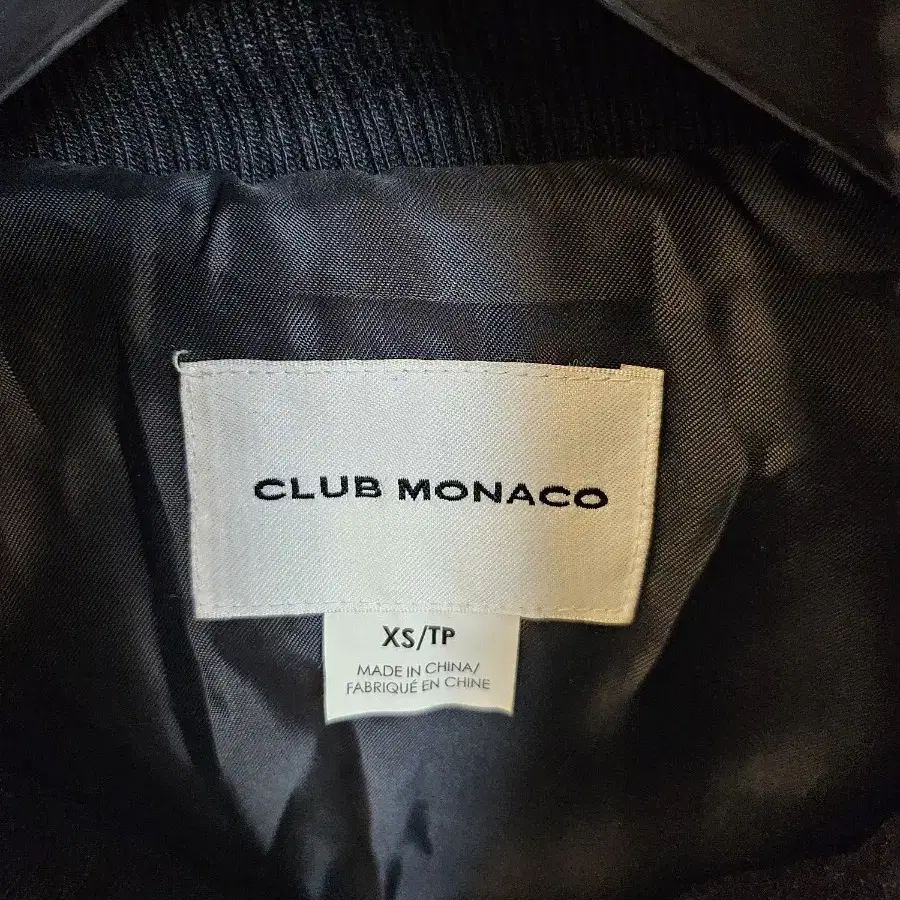 CLUB MONACO
XS/TP
MADE IN CHINA/
FABRIQUÉ EN CHINE